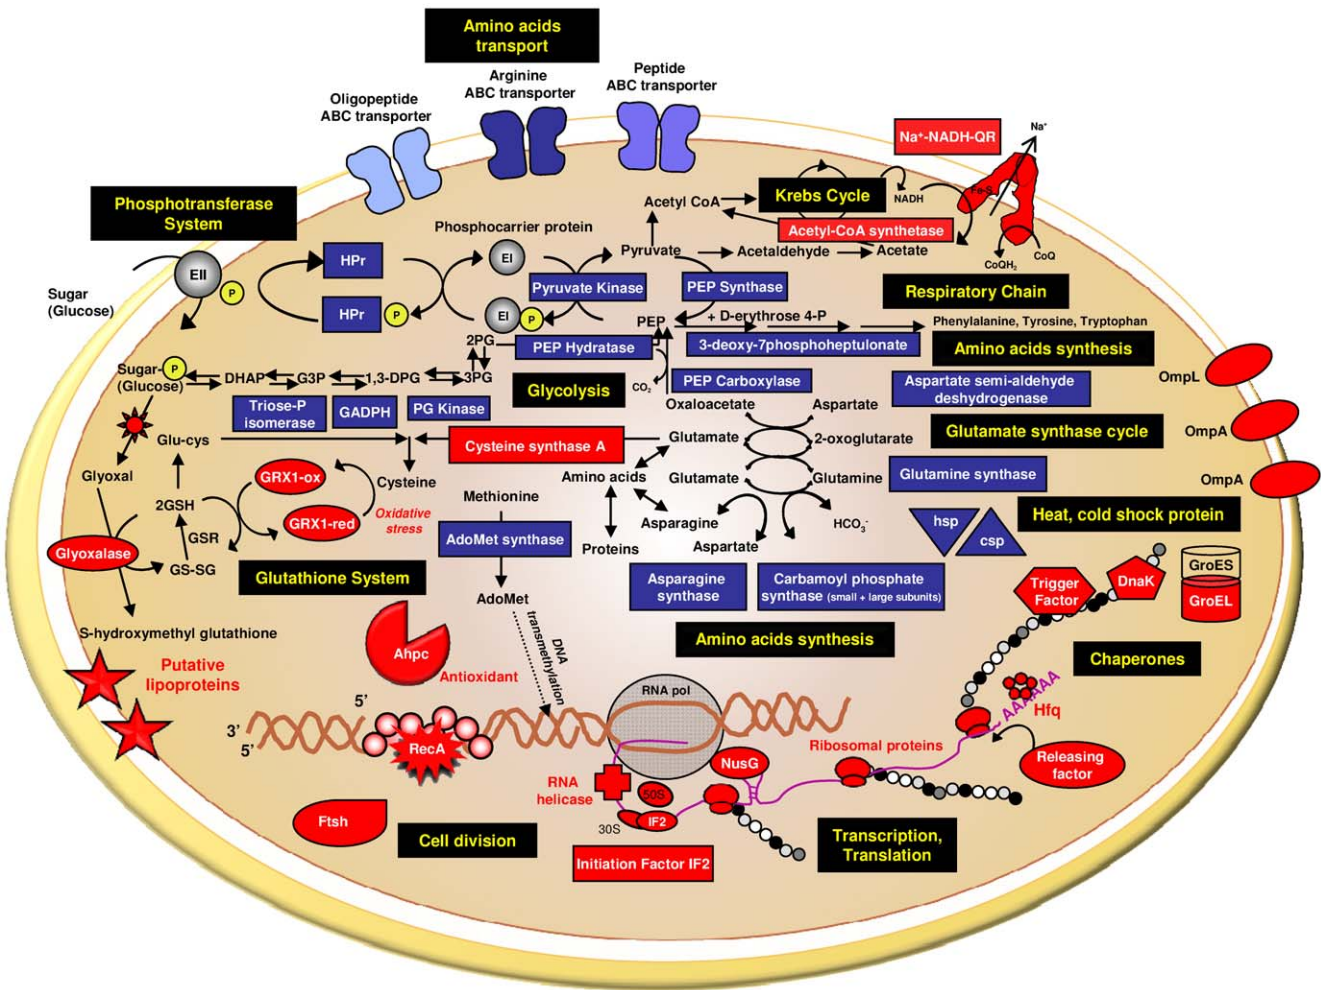 Amino acids
transport
Arginine
ABC transporter
Peptide
ABC transporter
Oligopeptide
ABC transporter
Na+-NADH-QR
Na+
Fe-S
Phosphotransferase
System
Krebs Cycle
NADH
Acetyl CoA
Acetyl-CoA synthetase
Phosphocarrier protein
HPr
EI
EII
P
Pyruvate
Acetaldehyde
Acetate
CoQH2
CoQ
Sugar
(Glucose)
Pyruvate Kinase
PEP Synthase
Respiratory Chain
HPr
P
EI
P
PEP
+ D-erythrose 4-P
Phenylalanine, Tyrosine, Tryptophan
2PG
PEP Hydratase
3-deoxy-7phosphoheptulonate
Amino acids synthesis
OmpL
Sugar-
P
(Glucose)
DHAP
G3P
1,3-DPG
3PG
Glycolysis
CO2
PEP Carboxylase
Aspartate semi-aldehyde
deshydrogenase
Triose-P
isomerase
GADPH
PG Kinase
Oxaloacetate
Aspartate
OmpA
Glu-cys
Cysteine synthase A
Glutamate
2-oxoglutarate
Glutamate synthase cycle
Glyoxal
GRX1-ox
Cysteine
Amino acids
Glutamate
Glutamine
Glutamine synthase
OmpA
2GSH
GRX1-red
Oxidative
stress
Methionine
Asparagine
HCO3-
hsp
csp
Heat, cold shock protein
GSR
AdoMet synthase
Proteins
Aspartate
Glyoxalase
GS-SG
Glutathione System
Asparagine
synthase
Carbamoyl phosphate
synthase (small + large subunits)
Trigger
Factor
DnaK
GroES
GroEL
AdoMet
DNA
transmethylation
S-hydroxymethyl glutathione
Amino acids synthesis
Chaperones
Putative
lipoproteins
Ahpc
Antioxidant
RNA pol
AAAAAA
Hfq
5'
3'
5'
RecA
NusG
Ribosomal proteins
Releasing
factor
RNA
helicase
50S
30S
IF2
Ftsh
Cell division
Initiation Factor IF2
Transcription,
Translation